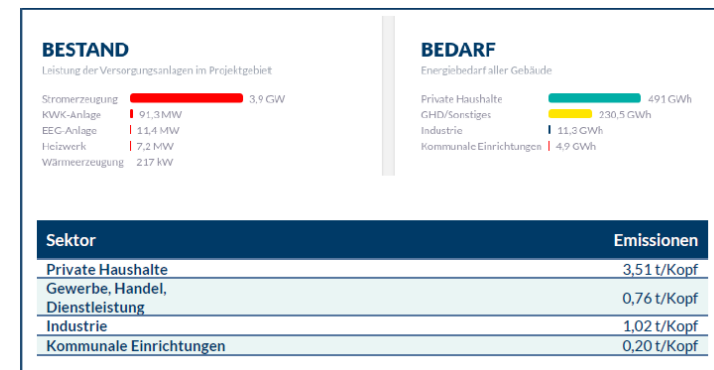 BESTAND
Leistung der Versorgungsanlagen im Projektgebiet
Stromerzeugung 3,9 GW
KWK-Anlage 91,3 MW
EEG-Anlage 11,4 MW
Heizwerk 7,2 MW
Wärmeerzeugung 217 kW
BEDARF
Energiebedarf aller Gebäude
Private Haushalte 491 GWh
GHD/Sonstiges 230,5 GWh
Industrie 11,3 GWh
Kommunale Einrichtungen 4,9 GWh
Sektor Emissionen
Private Haushalte 3,51 t/Kopf
Gewerbe, Handel,
Dienstleistung 0,76 t/Kopf
Industrie 1,02 t/Kopf
Kommunale Einrichtungen 0,20 t/Kopf